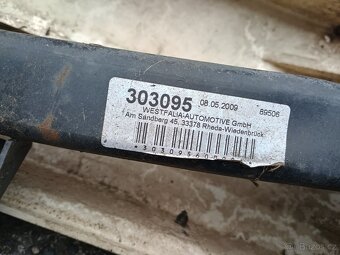 303095 08.05.2009 89506
WESTFALIA-AUTOMOTIVE GmbH
Am Sandberg 45, 33378 Rheda-Wiedenbrück